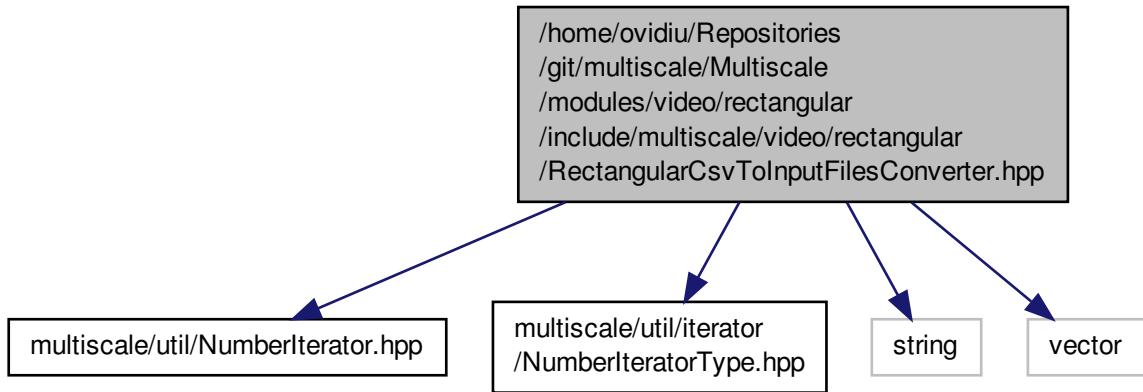 /home/ovidiu/Repositories
/git/multiscale/Multiscale
/modules/video/rectangular
/include/multiscale/video/rectangular
/RectangularCsvToInputFilesConverter.hpp
multiscale/util/NumberIterator.hpp
multiscale/util/iterator
/NumberIteratorType.hpp
string
vector